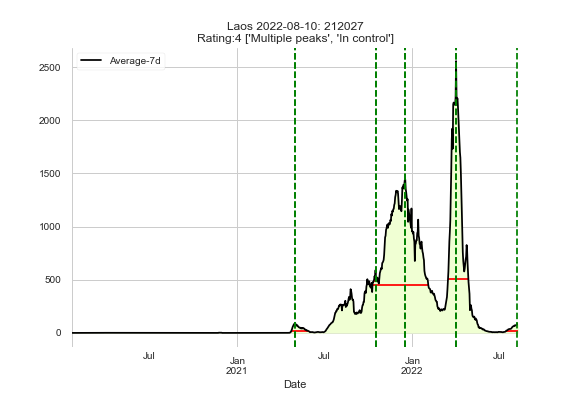 Laos 2022-08-10: 212027
Rating:4 ['Multiple peaks', 'In control']
Average-7d
2500
2000
1500
1000
500
0
Jul
Jan
2021
Jul
Jan
2022
Jul
Date